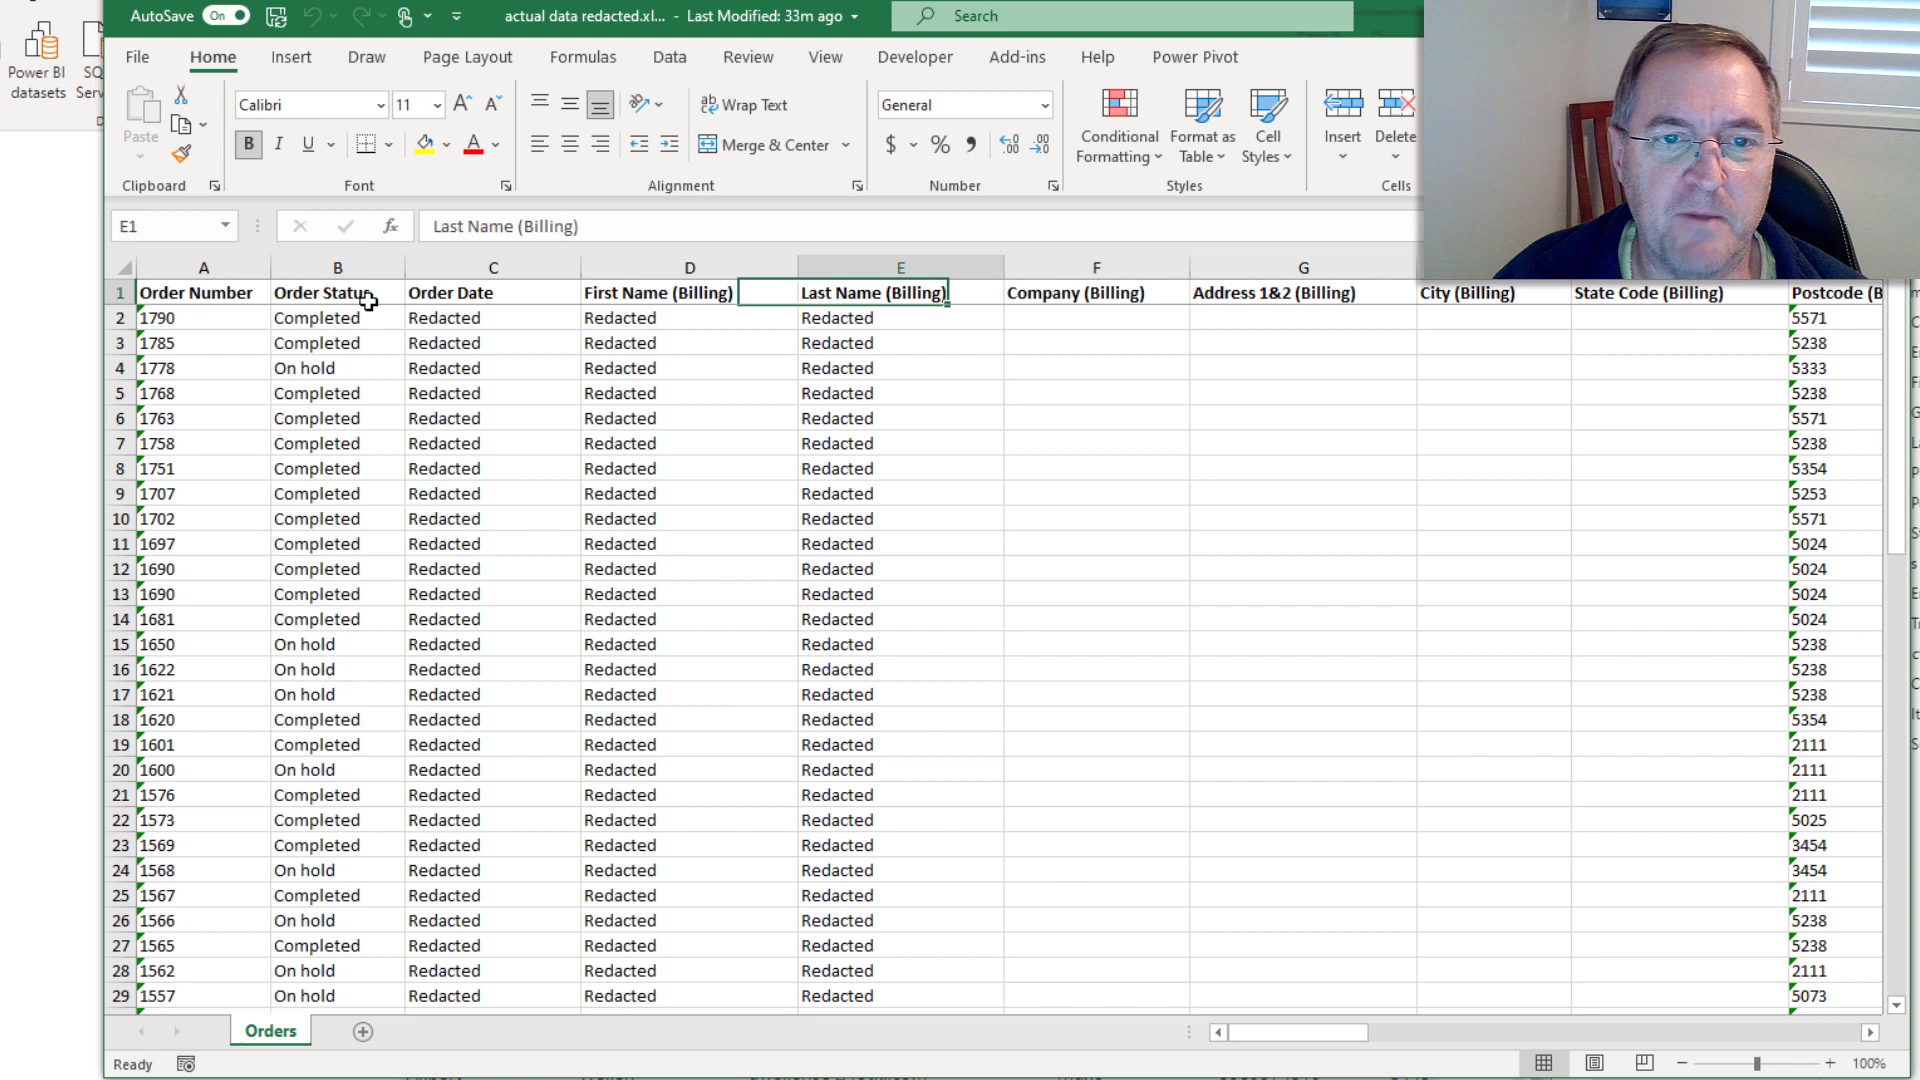 AutoSave On actual data redacted.xl... - Last Modified: 33m ago Search
Power BI
datasets
File Home Insert Draw Page Layout Formulas Data Review View Developer Add-ins Help Power Pivot
Paste Calibri 11 Wrap Text General Conditional Formatting Format as Table Cell Styles Insert Delete
B I U A Merge & Center $ %
Clipboard Font Alignment Number Styles Cells
E1 fx Last Name (Billing)
A B C D E F G
1 Order Number Order Status Order Date First Name (Billing) Last Name (Billing) Company (Billing) Address 1&2 (Billing) City (Billing) State Code (Billing) Postcode (B
2 1790 Completed Redacted Redacted Redacted 5571
3 1785 Completed Redacted Redacted Redacted 5238
4 1778 On hold Redacted Redacted Redacted 5333
5 1768 Completed Redacted Redacted Redacted 5238
6 1763 Completed Redacted Redacted Redacted 5571
7 1758 Completed Redacted Redacted Redacted 5238
8 1751 Completed Redacted Redacted Redacted 5354
9 1707 Completed Redacted Redacted Redacted 5253
10 1702 Completed Redacted Redacted Redacted 5571
11 1697 Completed Redacted Redacted Redacted 5024
12 1690 Completed Redacted Redacted Redacted 5024
13 1690 Completed Redacted Redacted Redacted 5024
14 1681 Completed Redacted Redacted Redacted 5024
15 1650 On hold Redacted Redacted Redacted 5238
16 1622 On hold Redacted Redacted Redacted 5238
17 1621 On hold Redacted Redacted Redacted 5238
18 1620 Completed Redacted Redacted Redacted 5354
19 1601 Completed Redacted Redacted Redacted 2111
20 1600 On hold Redacted Redacted Redacted 2111
21 1576 Completed Redacted Redacted Redacted 2111
22 1573 Completed Redacted Redacted Redacted 5025
23 1569 Completed Redacted Redacted Redacted 3454
24 1568 On hold Redacted Redacted Redacted 3454
25 1567 Completed Redacted Redacted Redacted 2111
26 1566 On hold Redacted Redacted Redacted 5238
27 1565 Completed Redacted Redacted Redacted 5238
28 1562 On hold Redacted Redacted Redacted 2111
29 1557 On hold Redacted Redacted Redacted 5073
Orders
Ready 100%